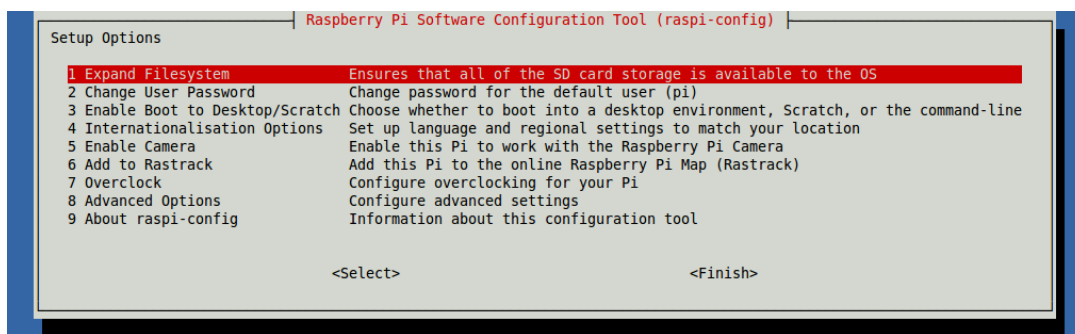 Raspberry Pi Software Configuration Tool (raspi-config)
Setup Options
1 Expand Filesystem Ensures that all of the SD card storage is available to the OS
2 Change User Password Change password for the default user (pi)
3 Enable Boot to Desktop/Scratch Choose whether to boot into a desktop environment, Scratch, or the command-line
4 Internationalisation Options Set up language and regional settings to match your location
5 Enable Camera Enable this Pi to work with the Raspberry Pi Camera
6 Add to Rastrack Add this Pi to the online Raspberry Pi Map (Rastrack)
7 Overclock Configure overclocking for your Pi
8 Advanced Options Configure advanced settings
9 About raspi-config Information about this configuration tool
<Select> <Finish>